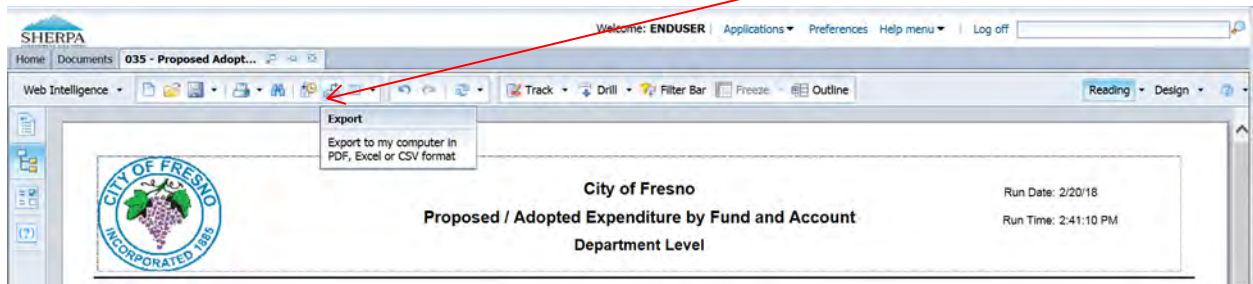 SHERPA
Welcome: ENDUSER | Applications Preferences Help menu | Log off
Home Documents 035 - Proposed Adopt...
Web Intelligence Track Drill Filter Bar Freeze Outline Reading Design
Export
Export to my computer in
PDF, Excel or CSV format
CITY OF FRESNO
INCORPORATED 1885
City of Fresno
Run Date: 2/20/18
Proposed / Adopted Expenditure by Fund and Account
Run Time: 2:41:10 PM
Department Level